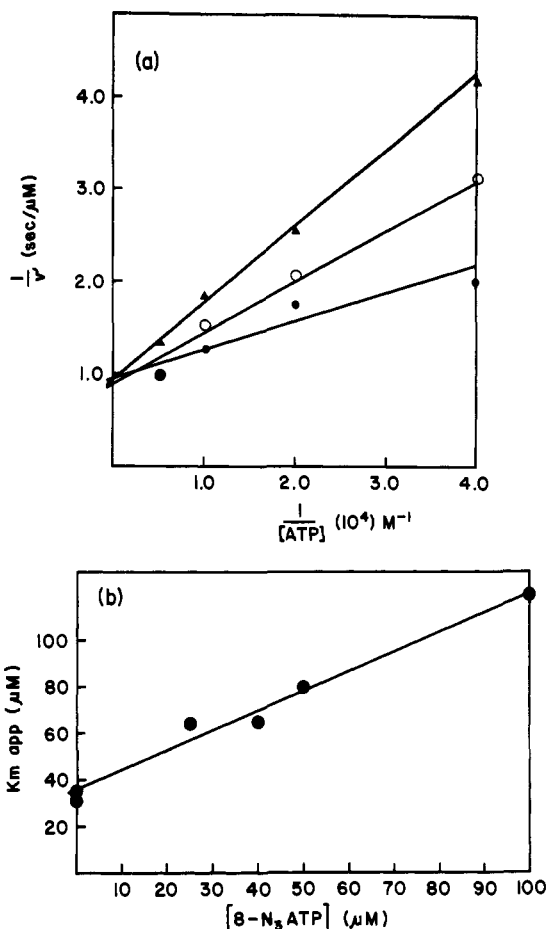 (a)
4.0
3.0
2.0
1.0
1/v (sec/μM)
1.0 2.0 3.0 4.0
1/[ATP] (10⁴) M⁻¹
(b)
100
80
60
40
20
Km app (μM)
10 20 30 40 50 60 70 80 90 100
[8-N₃ATP] (μM)